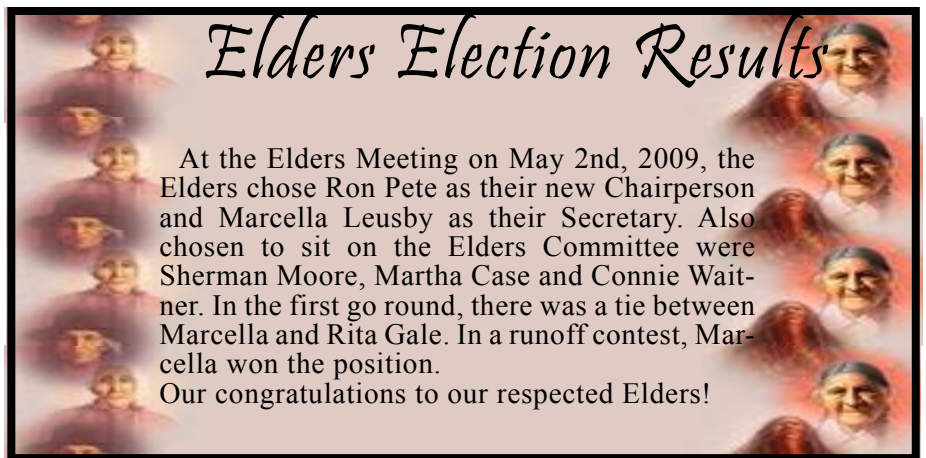 Elders Election Results
At the Elders Meeting on May 2nd, 2009, the
Elders chose Ron Pete as their new Chairperson
and Marcella Leusby as their Secretary. Also
chosen to sit on the Elders Committee were
Sherman Moore, Martha Case and Connie Wait-
ner. In the first go round, there was a tie between
Marcella and Rita Gale. In a runoff contest, Mar-
cella won the position.
Our congratulations to our respected Elders!